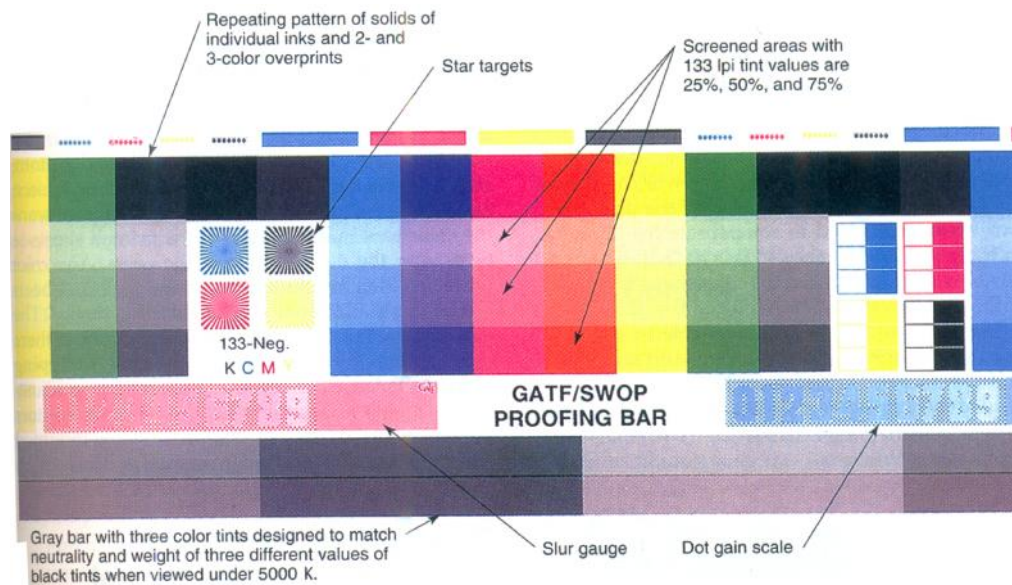 Repeating pattern of solids of
individual inks and 2- and
3-color overprints
Star targets
Screened areas with
133 lpi tint values are
25%, 50%, and 75%
133-Neg.
K C M Y
0123456789
GATF/SWOP
PROOFING BAR
0123456789
Gray bar with three color tints designed to match
neutrality and weight of three different values of
black tints when viewed under 5000 K.
Slur gauge
Dot gain scale